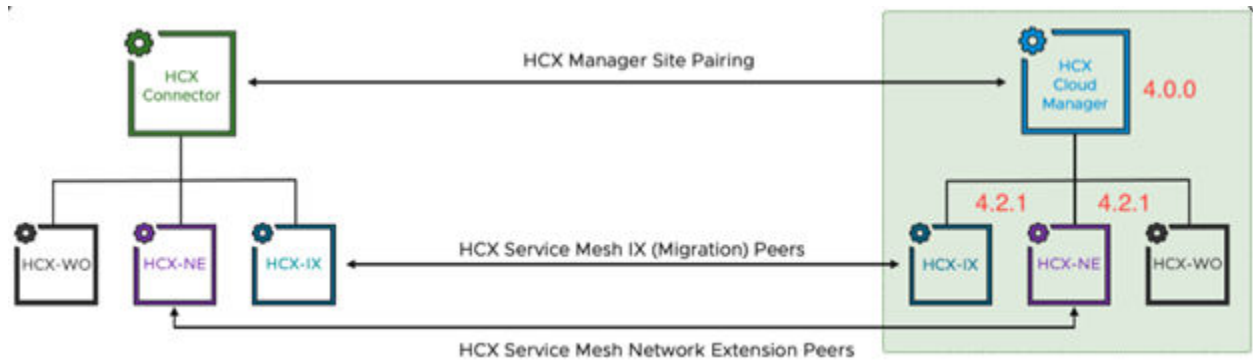 HCX Manager Site Pairing
HCX
Connector
HCX
Cloud
Manager
4.0.0
4.2.1
4.2.1
HCX-WO
HCX-NE
HCX-IX
HCX Service Mesh IX (Migration) Peers
HCX-IX
HCX-NE
HCX-WO
HCX Service Mesh Network Extension Peers